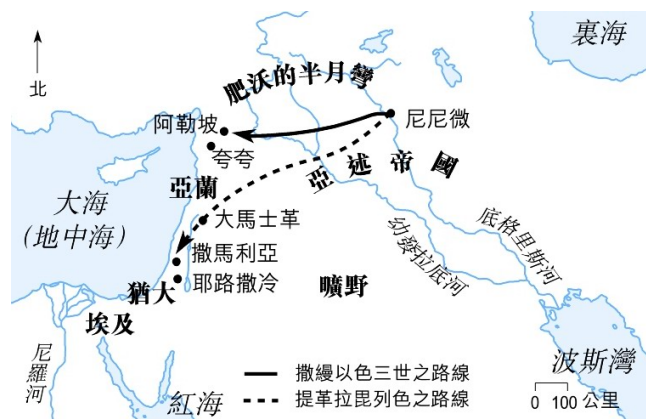 北
裏海
肥沃的半月彎
阿勒坡
尼尼微
夸夸
亞述帝國
亞蘭
大海
(地中海)
大馬士革
底格里斯河
幼發拉底河
撒馬利亞
耶路撒冷
曠野
猶大
埃及
尼羅河
紅海
波斯灣
撒縵以色三世之路線
提革拉毘列色之路線
0 100 公里